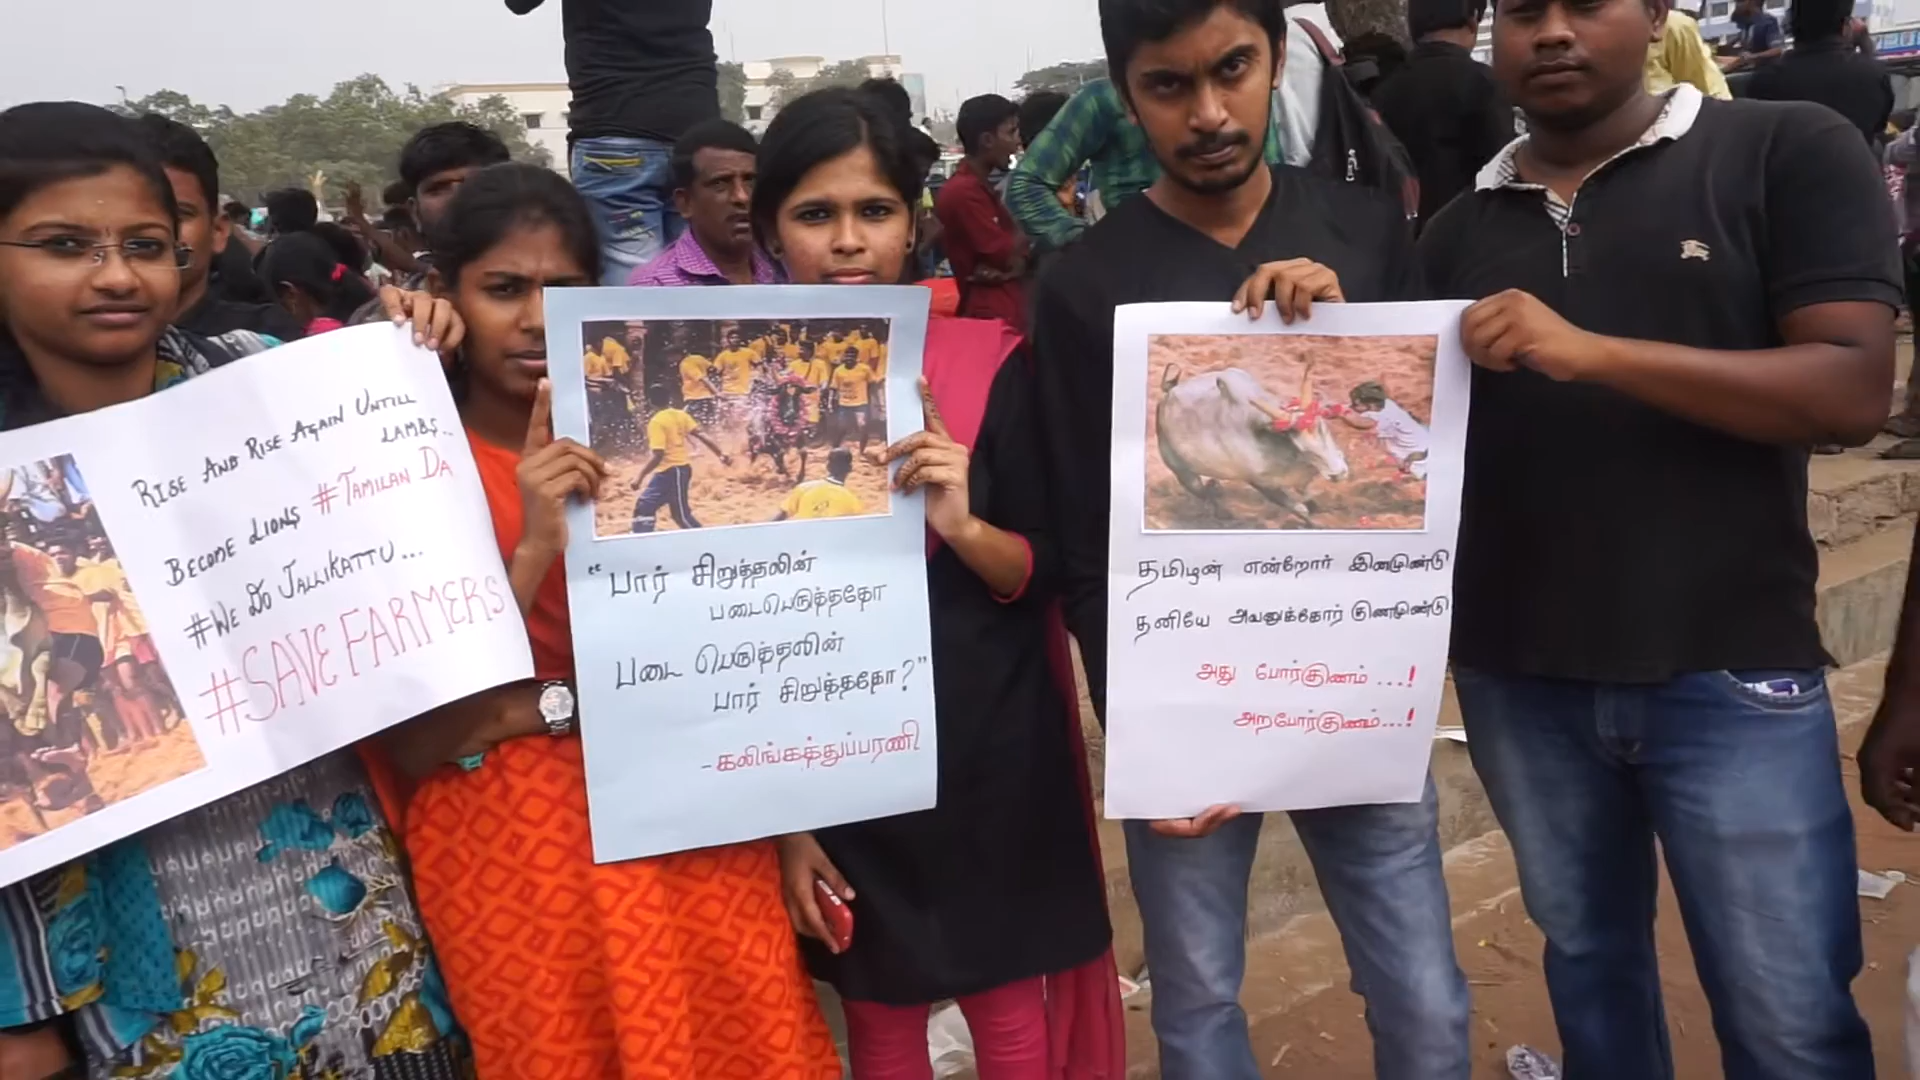 RISE AND RISE AGAIN UNTILL
LAMBS..
BECOME LIONS #TAMILAN DA
#WE DO JALLIKATTU...
#SAVE FARMERS
“பார் சிறுத்தலின்
படைபெருத்ததோ
படை பெருத்தலின்
பார் சிறுத்ததோ?”
-கலிங்கத்துப்பரணி
தமிழன் என்றோர் இனமுண்டு
தனியே அவனுக்கோர் குணமுண்டு
அது போர்குணம்...!
அறபோர்குணம்...!